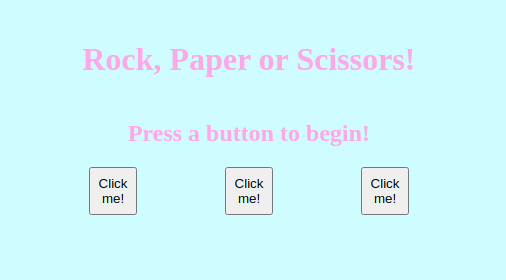 Rock, Paper or Scissors!
Press a button to begin!
Click Click Click
me! me! me!